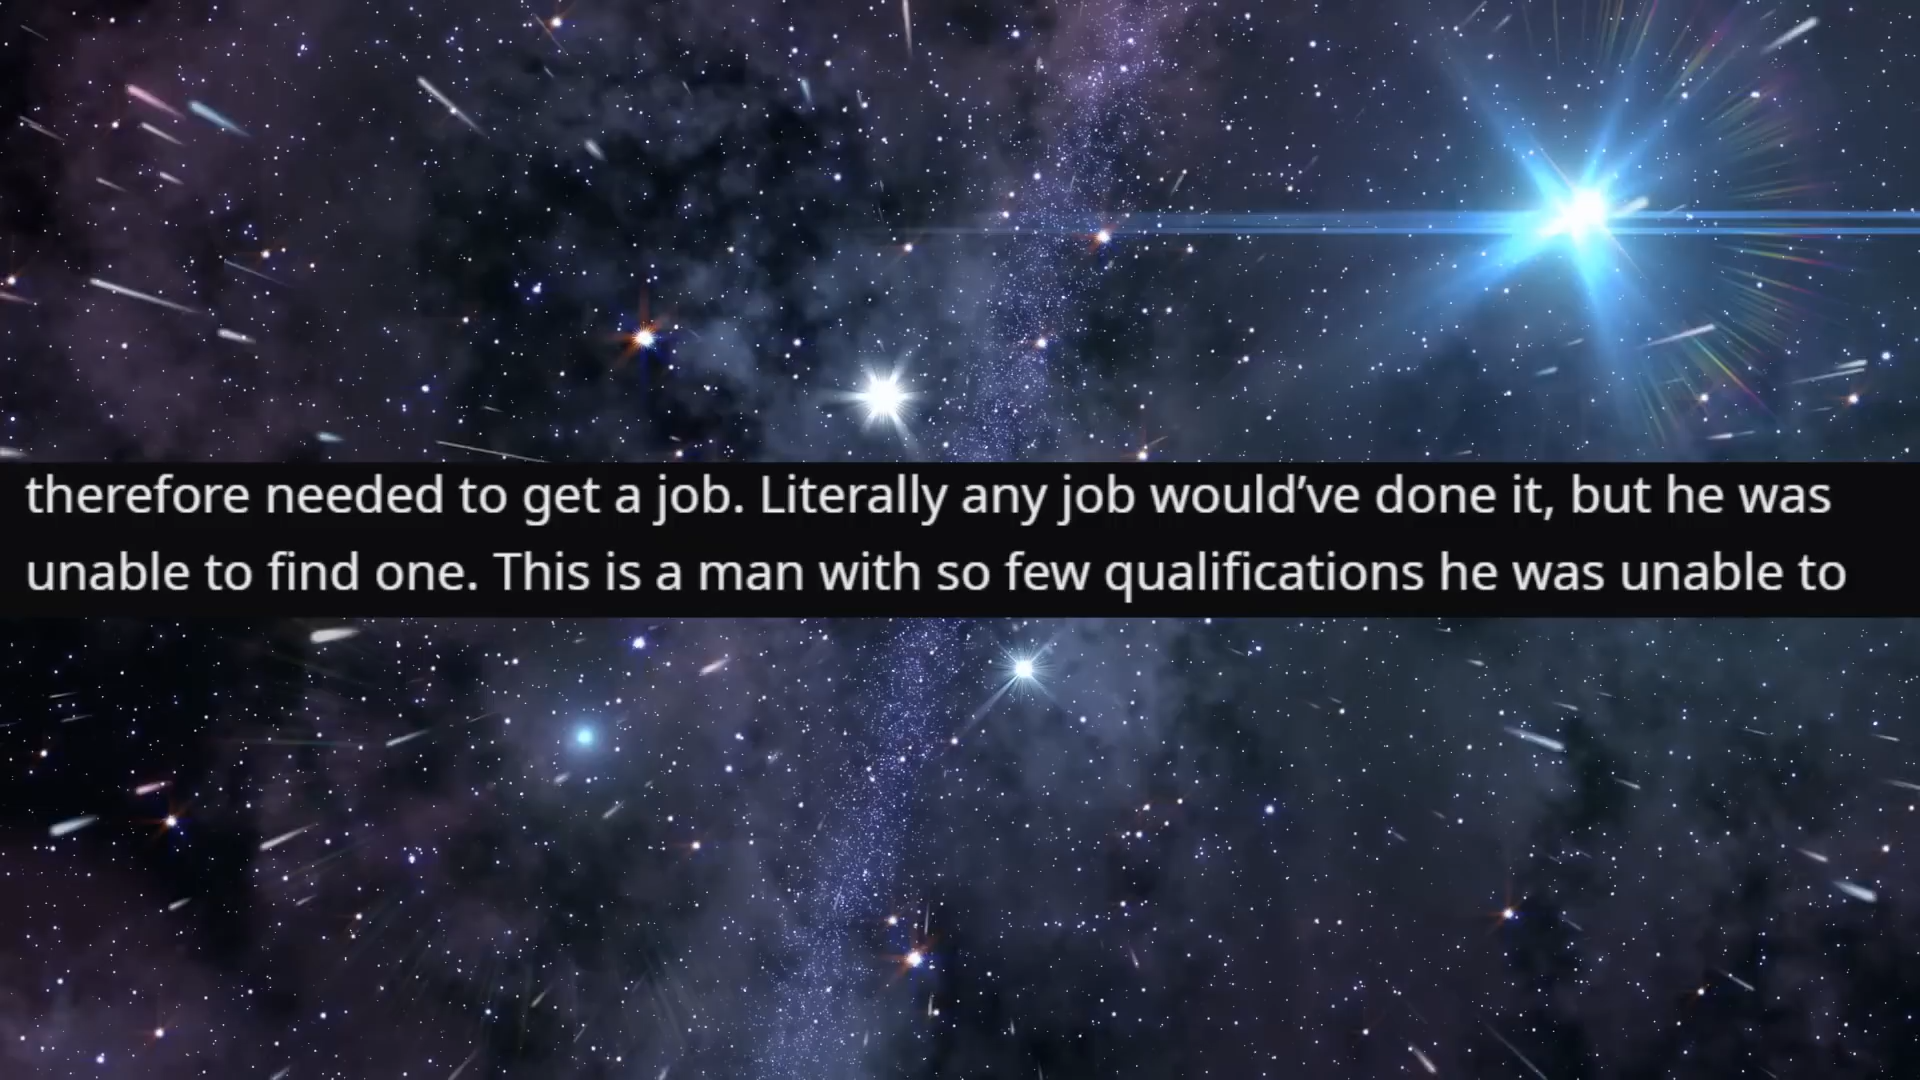 therefore needed to get a job. Literally any job would’ve done it, but he was
unable to find one. This is a man with so few qualifications he was unable to